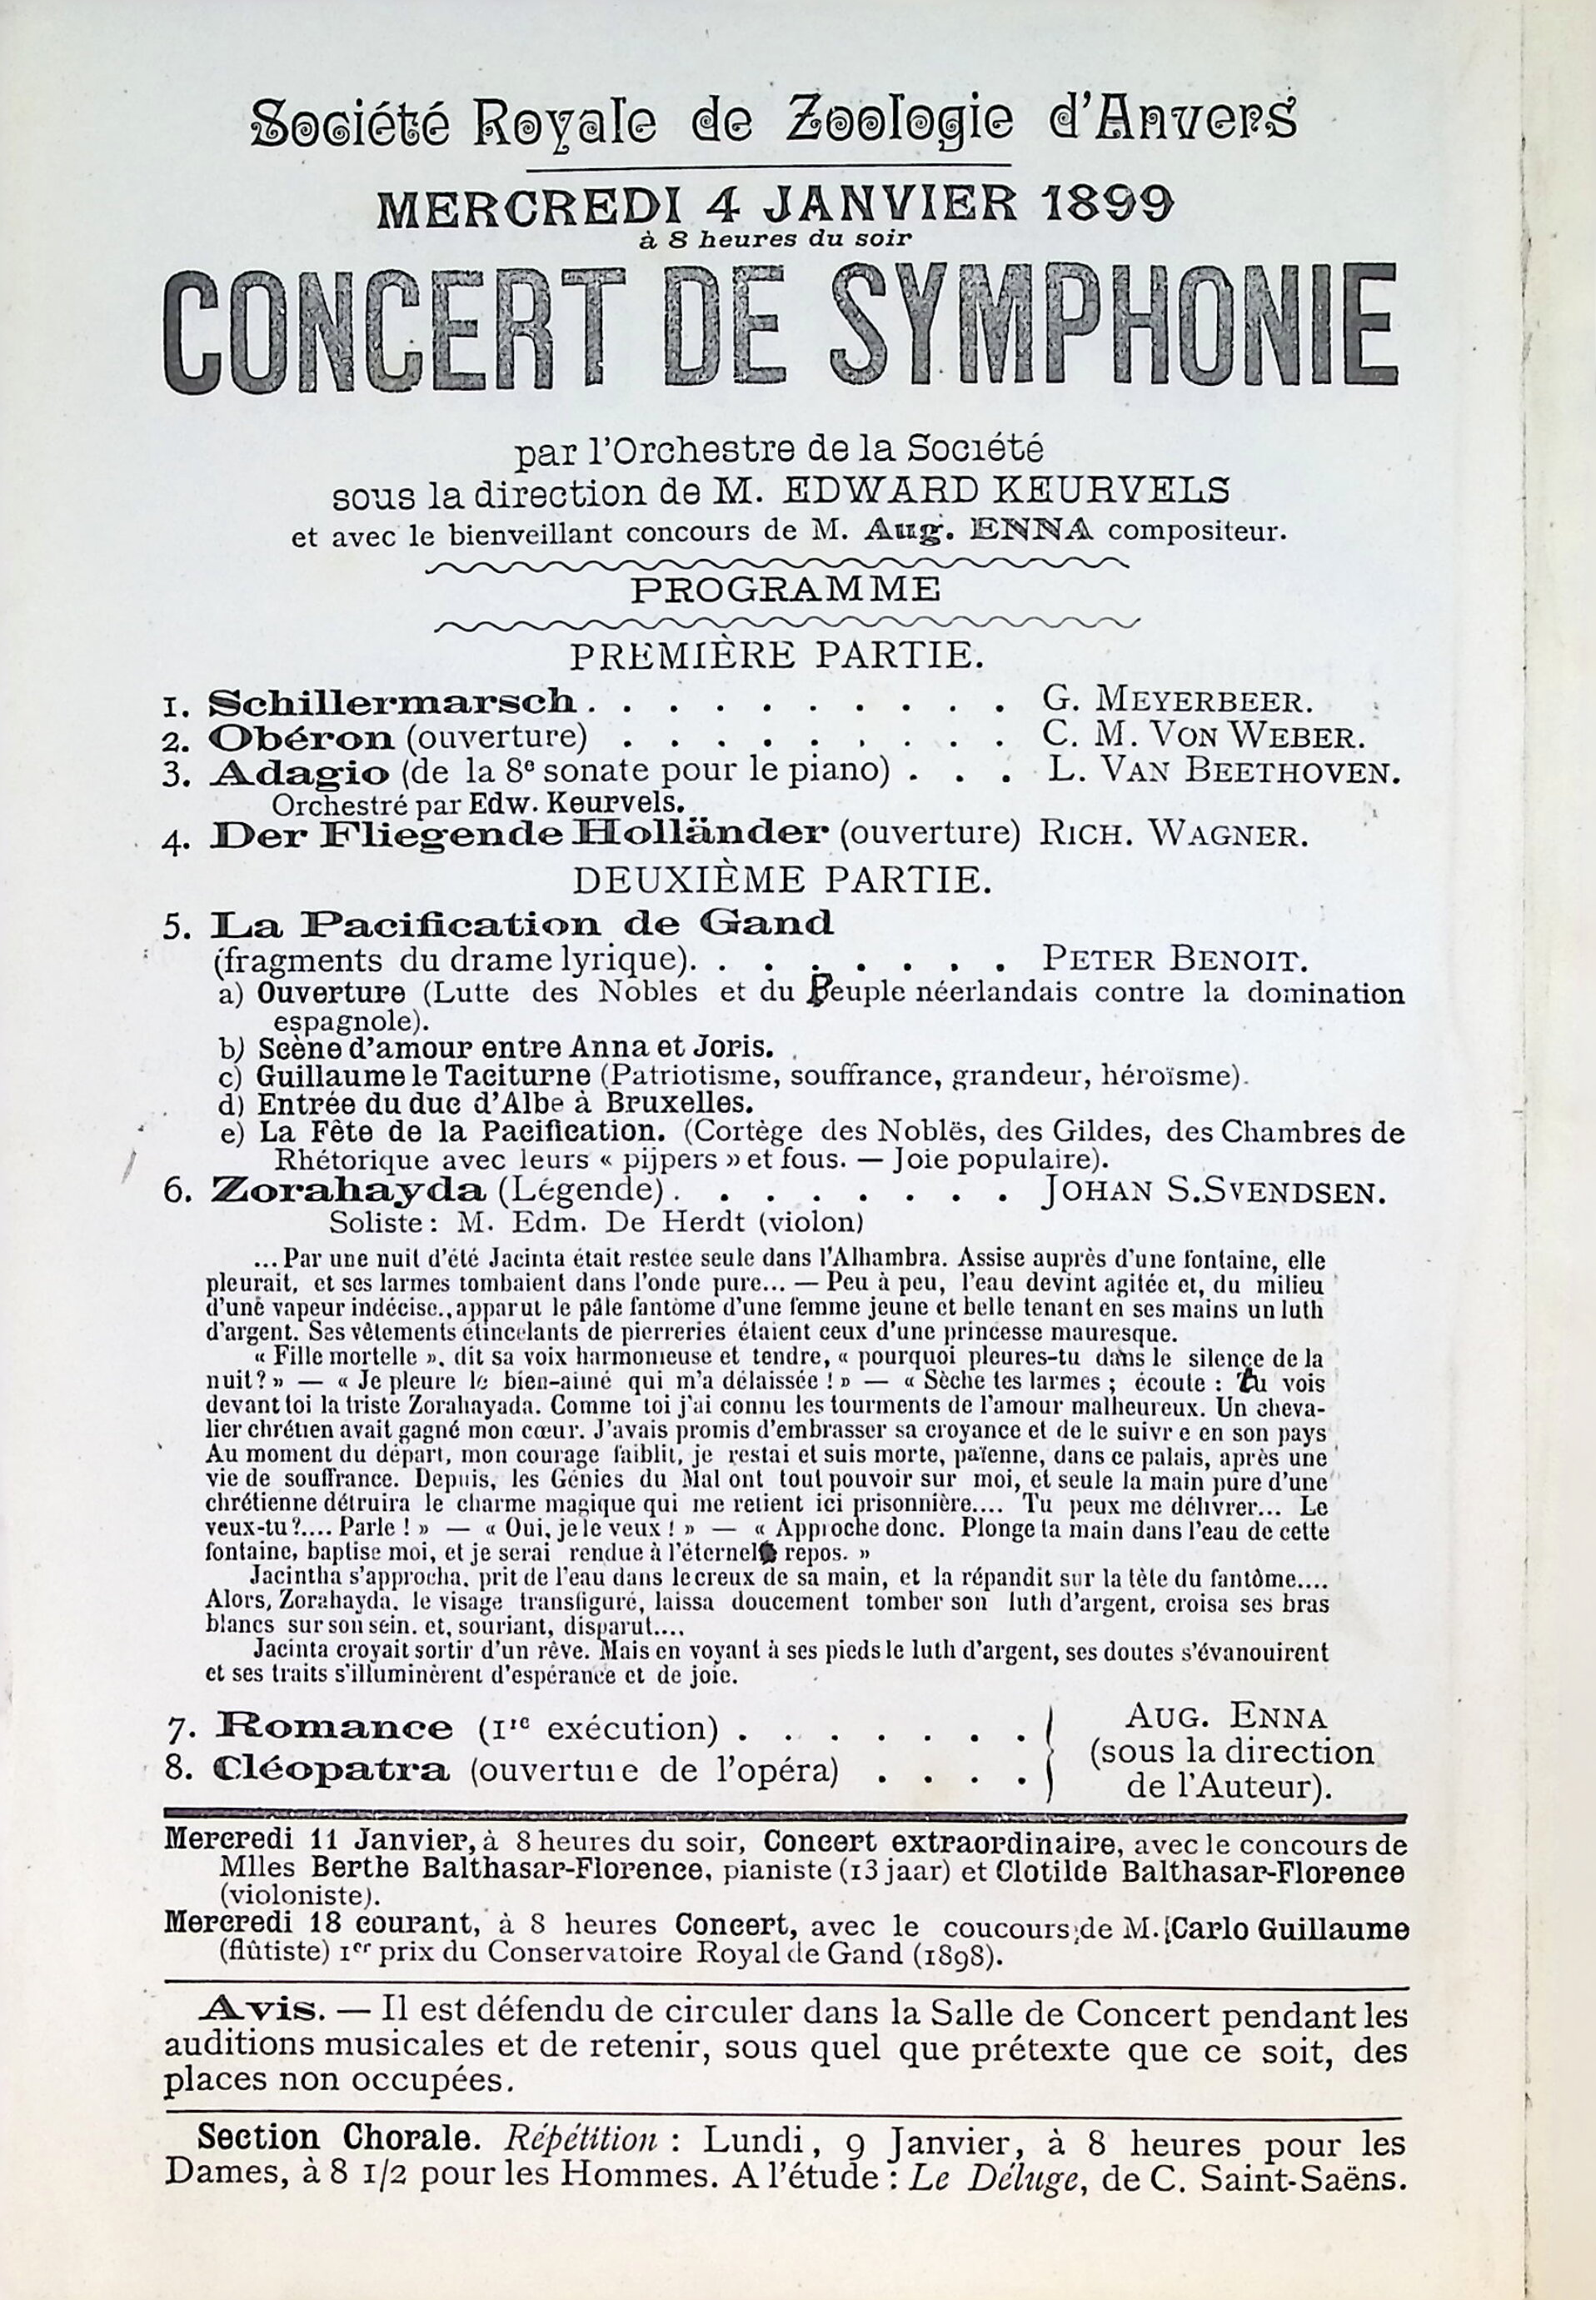 Société Royale de Zoologie d'Anvers
MERCREDI 4 JANVIER 1899
à 8 heures du soir
CONCERT DE SYMPHONIE
par l'Orchestre de la Société
sous la direction de M. EDWARD KEURVELS
et avec le bienveillant concours de M. Aug. ENNA compositeur.
PROGRAMME
PREMIÈRE PARTIE.
1. Schillermarsch. . . . . . . . . . G. MEYERBEER.
2. Obéron (ouverture) . . . . . . . . . C. M. VON WEBER.
3. Adagio (de la 8e sonate pour le piano) . . . L. VAN BEETHOVEN.
Orchestré par Edw. Keurvels.
4. Der Fliegende Holländer (ouverture) RICH. WAGNER.
DEUXIÈME PARTIE.
5. La Pacification de Gand
(fragments du drame lyrique). . . . . . . . PETER BENOIT.
a) Ouverture (Lutte des Nobles et du Peuple néerlandais contre la domination
espagnole).
b) Scène d'amour entre Anna et Joris.
c) Guillaume le Taciturne (Patriotisme, souffrance, grandeur, héroïsme).
d) Entrée du duc d'Albe à Bruxelles.
e) La Fête de la Pacification. (Cortège des Noblës, des Gildes, des Chambres de
Rhétorique avec leurs « pijpers » et fous. — Joie populaire).
6. Zorahayda (Légende). . . . . . . . JOHAN S. SVENDSEN.
Soliste : M. Edm. De Herdt (violon)
...Par une nuit d'été Jacinta était restée seule dans l'Alhambra. Assise auprès d'une fontaine, elle
pleurait, et ses larmes tombaient dans l'onde pure... — Peu à peu, l'eau devint agitée et, du milieu
d'une vapeur indécise., apparut le pâle fantôme d'une femme jeune et belle tenant en ses mains un luth
d'argent. Ses vêtements étincelants de pierreries étaient ceux d'une princesse mauresque.
« Fille mortelle », dit sa voix harmonieuse et tendre, « pourquoi pleures-tu dans le silence de la
nuit? » — « Je pleure le bien-aimé qui m'a délaissée ! » — « Sèche tes larmes ; écoute : tu vois
devant toi la triste Zorahayada. Comme toi j'ai connu les tourments de l'amour malheureux. Un cheva-
lier chrétien avait gagné mon cœur. J'avais promis d'embrasser sa croyance et de le suivr e en son pays
Au moment du départ, mon courage faiblit, je restai et suis morte, païenne, dans ce palais, après une
vie de souffrance. Depuis, les Génies du Mal ont tout pouvoir sur moi, et seule la main pure d'une
chrétienne détruira le charme magique qui me retient ici prisonnière.... Tu peux me délivrer... Le
veux-tu?.... Parle ! » — « Oui, je le veux ! » — « Approche donc. Plonge ta main dans l'eau de cette
fontaine, baptise moi, et je serai rendue à l'éternel repos. »
Jacintha s'approcha, prit de l'eau dans le creux de sa main, et la répandit sur la tête du fantôme....
Alors, Zorahayda, le visage transfiguré, laissa doucement tomber son luth d'argent, croisa ses bras
blancs sur son sein, et, souriant, disparut....
Jacinta croyait sortir d'un rêve. Mais en voyant à ses pieds le luth d'argent, ses doutes s'évanouirent
et ses traits s'illuminèrent d'espérance et de joie.
7. Romance (1re exécution) . . . . . . . AUG. ENNA
(sous la direction
8. Cléopatra (ouverture de l'opéra) . . . .
de l'Auteur).
Mercredi 11 Janvier, à 8 heures du soir, Concert extraordinaire, avec le concours de
Mlles Berthe Balthasar-Florence, pianiste (13 jaar) et Clotilde Balthasar-Florence
(violoniste).
Mercredi 18 courant, à 8 heures Concert, avec le coucours de M. [Carlo Guillaume
(flûtiste) 1er prix du Conservatoire Royal de Gand (1898).
Avis. — Il est défendu de circuler dans la Salle de Concert pendant les
auditions musicales et de retenir, sous quel que prétexte que ce soit, des
places non occupées.
Section Chorale. Répétition : Lundi, 9 Janvier, à 8 heures pour les
Dames, à 8 1/2 pour les Hommes. A l'étude : Le Déluge, de C. Saint-Saëns.